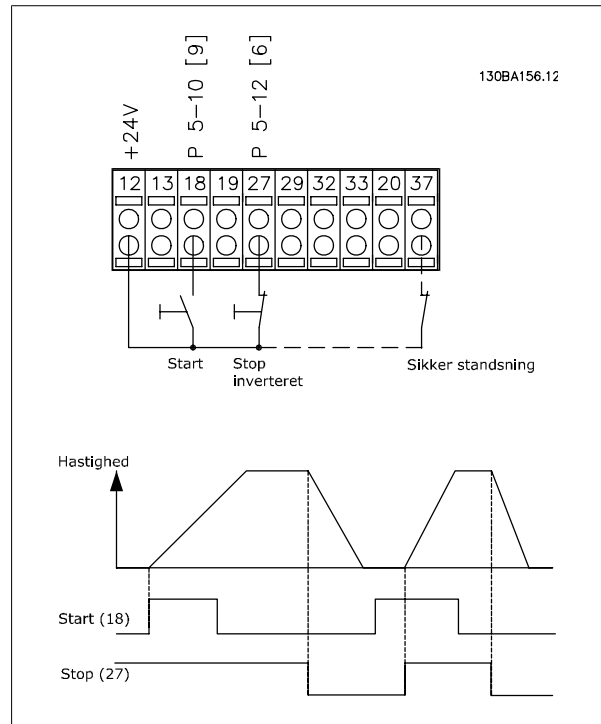 130BA156.12
+24V
P 5-10 [9]
P 5-12 [6]
12 13 18 19 27 29 32 33 20 37
Start
Stop
inverteret
Sikker standsning
Hastighed
Start (18)
Stop (27)